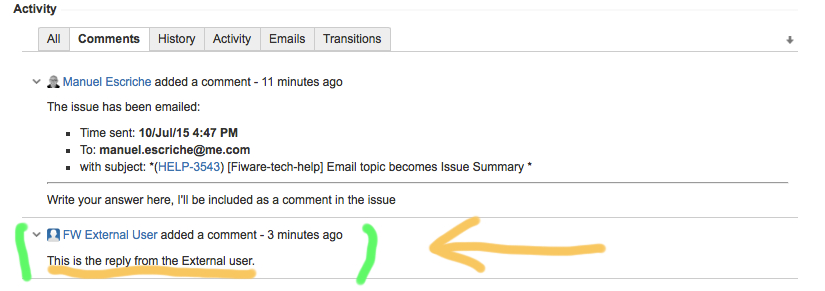 Activity
All Comments History Activity Emails Transitions
Manuel Escriche added a comment - 11 minutes ago
The issue has been emailed:
Time sent: 10/Jul/15 4:47 PM
To: manuel.escriche@me.com
with subject: *(HELP-3543) [Fiware-tech-help] Email topic becomes Issue Summary *
Write your answer here, I'll be included as a comment in the issue
FW External User added a comment - 3 minutes ago
This is the reply from the External user.